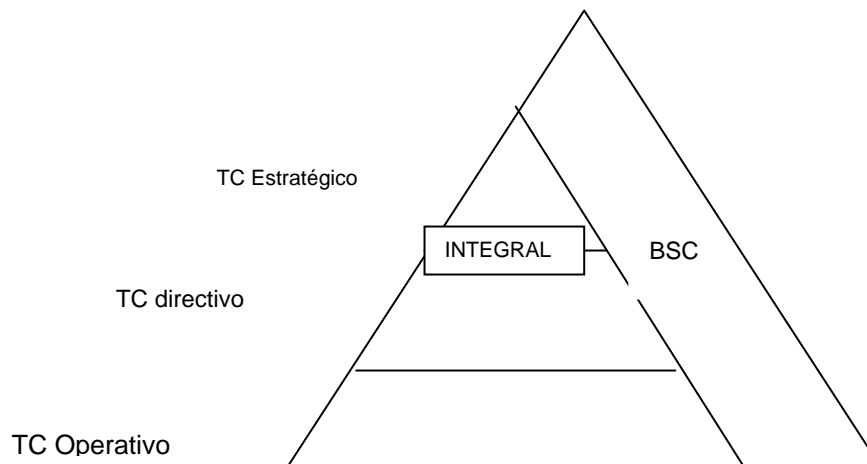 TC Estratégico
INTEGRAL
BSC
TC directivo
TC Operativo